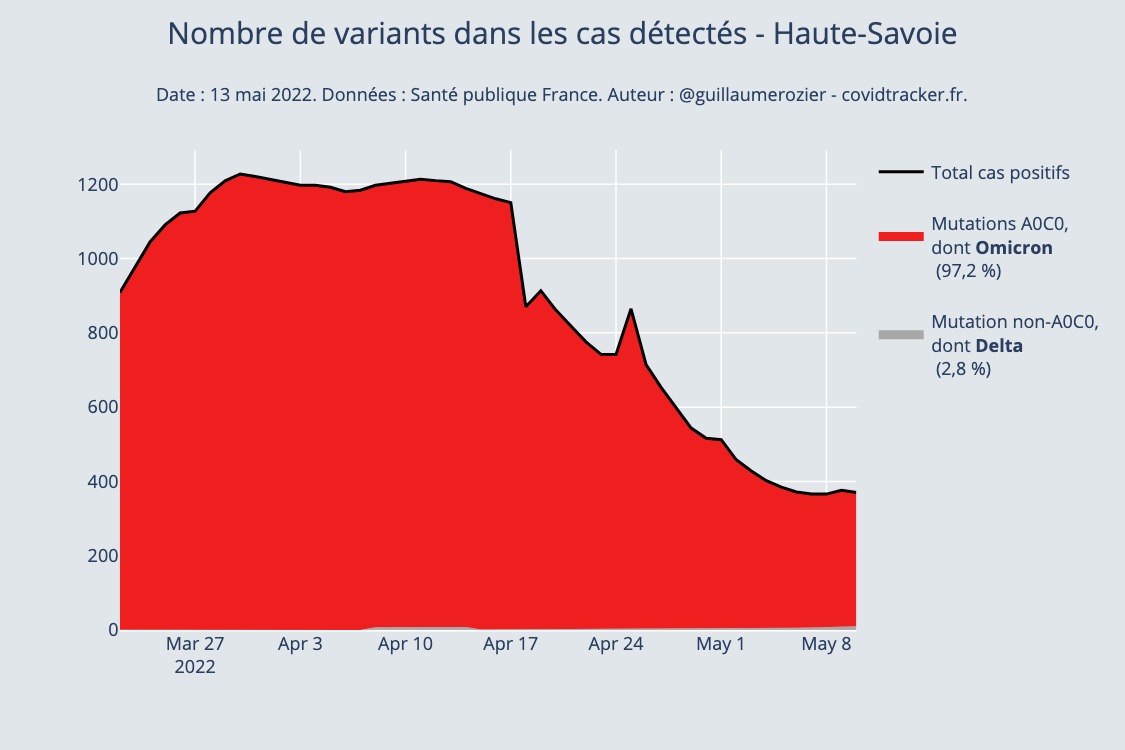 Nombre de variants dans les cas détectés - Haute-Savoie
Date : 13 mai 2022. Données : Santé publique France. Auteur : @guillaumerozier - covidtracker.fr.
1200
1000
800
600
400
200
0
Mar 27
2022
Apr 3
Apr 10
Apr 17
Apr 24
May 1
May 8
Total cas positifs
Mutations A0C0,
dont Omicron
(97,2 %)
Mutation non-A0C0,
dont Delta
(2,8 %)